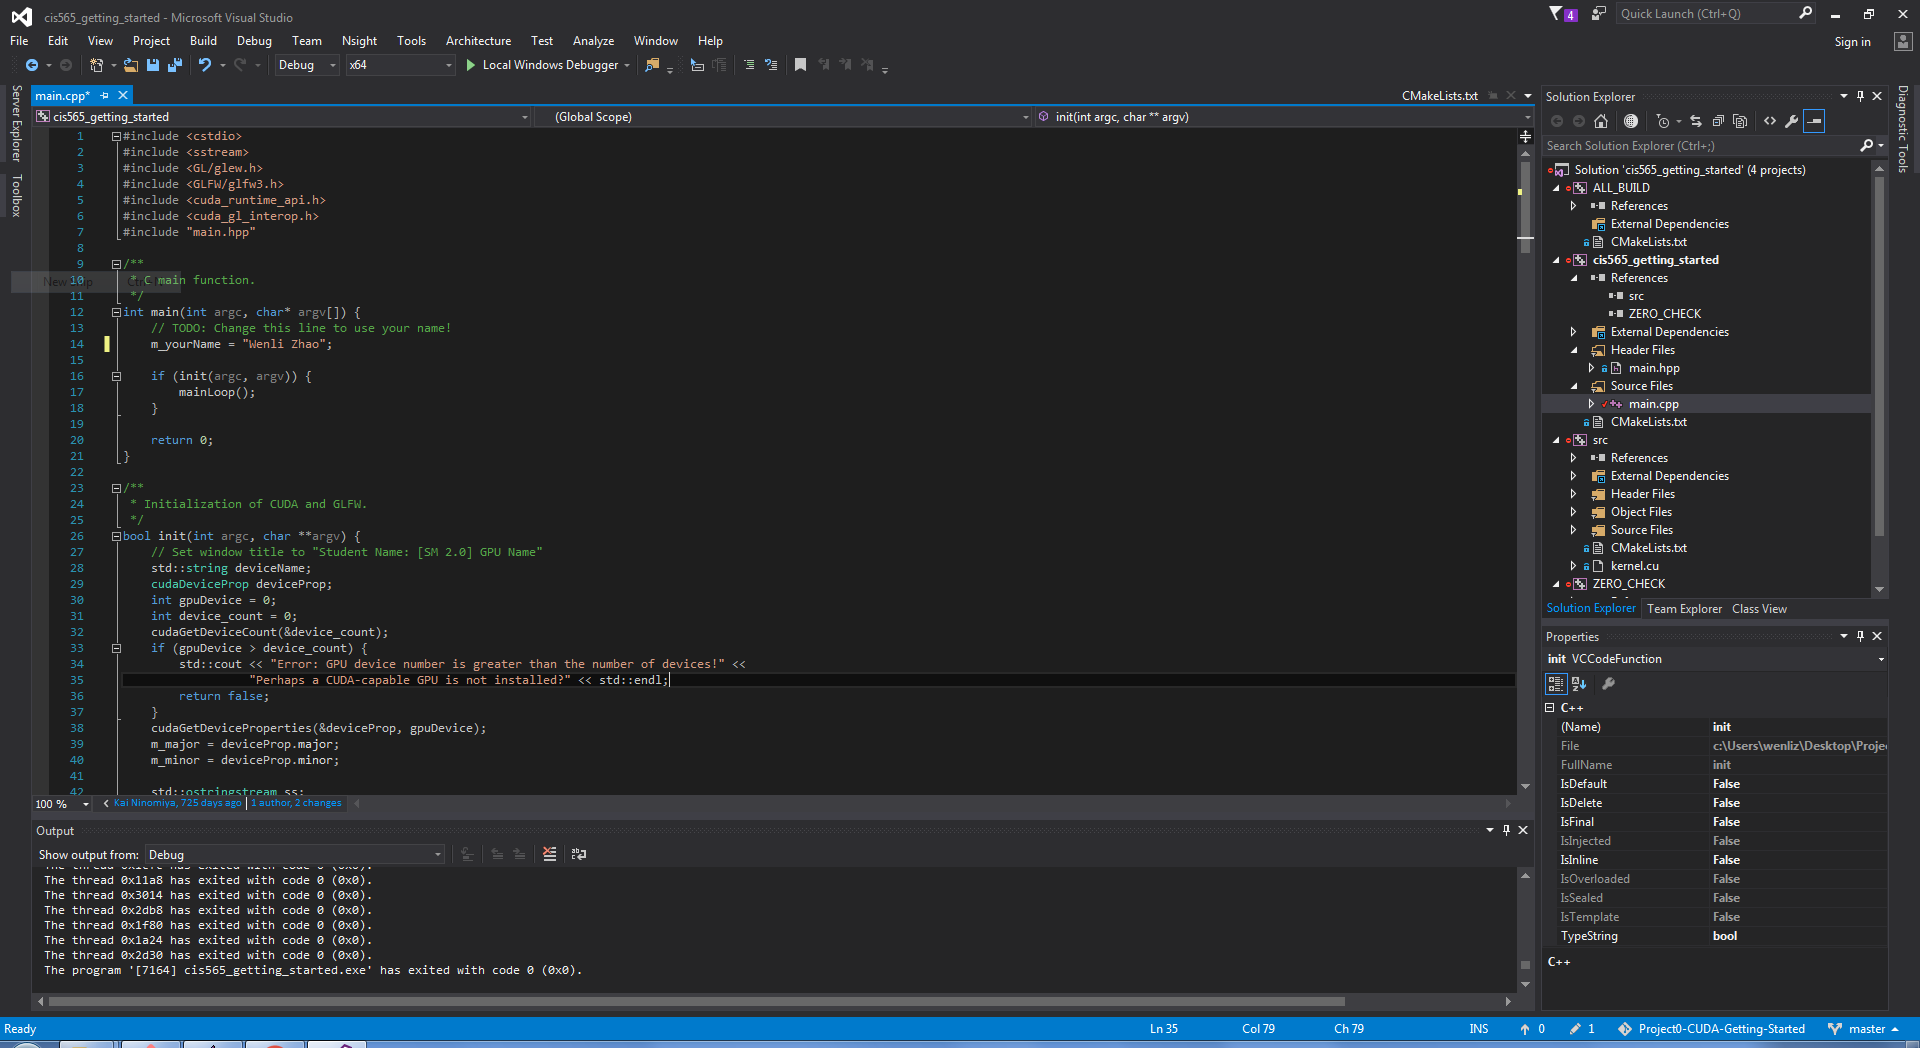 cis565_getting_started - Microsoft Visual Studio
4
Quick Launch (Ctrl+Q)
File Edit View Project Build Debug Team Nsight Tools Architecture Test Analyze Window Help
Sign in
Debug x64 Local Windows Debugger
Server Explorer
Toolbox
main.cpp*
CMakeLists.txt
cis565_getting_started (Global Scope) init(int argc, char ** argv)
1 #include <cstdio>
2 #include <sstream>
3 #include <GL/glew.h>
4 #include <GLFW/glfw3.h>
5 #include <cuda_runtime_api.h>
6 #include <cuda_gl_interop.h>
7 #include "main.hpp"
8
9 /**
10 * C main function.
11 */
12 int main(int argc, char* argv[]) {
13 // TODO: Change this line to use your name!
14 m_yourName = "Wenli Zhao";
15
16 if (init(argc, argv)) {
17 mainLoop();
18 }
19
20 return 0;
21 }
22
23 /**
24 * Initialization of CUDA and GLFW.
25 */
26 bool init(int argc, char **argv) {
27 // Set window title to "Student Name: [SM 2.0] GPU Name"
28 std::string deviceName;
29 cudaDeviceProp deviceProp;
30 int gpuDevice = 0;
31 int device_count = 0;
32 cudaGetDeviceCount(&device_count);
33 if (gpuDevice > device_count) {
34 std::cout << "Error: GPU device number is greater than the number of devices!" <<
35 "Perhaps a CUDA-capable GPU is not installed?" << std::endl;
36 return false;
37 }
38 cudaGetDeviceProperties(&deviceProp, gpuDevice);
39 m_major = deviceProp.major;
40 m_minor = deviceProp.minor;
41
42 std::ostringstream ss;
100 % Kai Ninomiya, 725 days ago | 1 author, 2 changes
Output
Show output from: Debug
The thread 0x11a8 has exited with code 0 (0x0).
The thread 0x3014 has exited with code 0 (0x0).
The thread 0x2db8 has exited with code 0 (0x0).
The thread 0x1f80 has exited with code 0 (0x0).
The thread 0x1a24 has exited with code 0 (0x0).
The thread 0x2d30 has exited with code 0 (0x0).
The program '[7164] cis565_getting_started.exe' has exited with code 0 (0x0).
Solution Explorer
Search Solution Explorer (Ctrl+;)
Solution 'cis565_getting_started' (4 projects)
ALL_BUILD
References
External Dependencies
CMakeLists.txt
cis565_getting_started
References
src
ZERO_CHECK
External Dependencies
Header Files
main.hpp
Source Files
main.cpp
CMakeLists.txt
src
References
External Dependencies
Header Files
Object Files
Source Files
CMakeLists.txt
kernel.cu
ZERO_CHECK
Solution Explorer Team Explorer Class View
Properties
init VCCodeFunction
C++
(Name) init
File c:\Users\wenliz\Desktop\Proje
FullName init
IsDefault False
IsDelete False
IsFinal False
IsInjected False
IsInline False
IsOverloaded False
IsSealed False
IsTemplate False
TypeString bool
C++
Diagnostic Tools
Ready Ln 35 Col 79 Ch 79 INS 0 1 Project0-CUDA-Getting-Started master